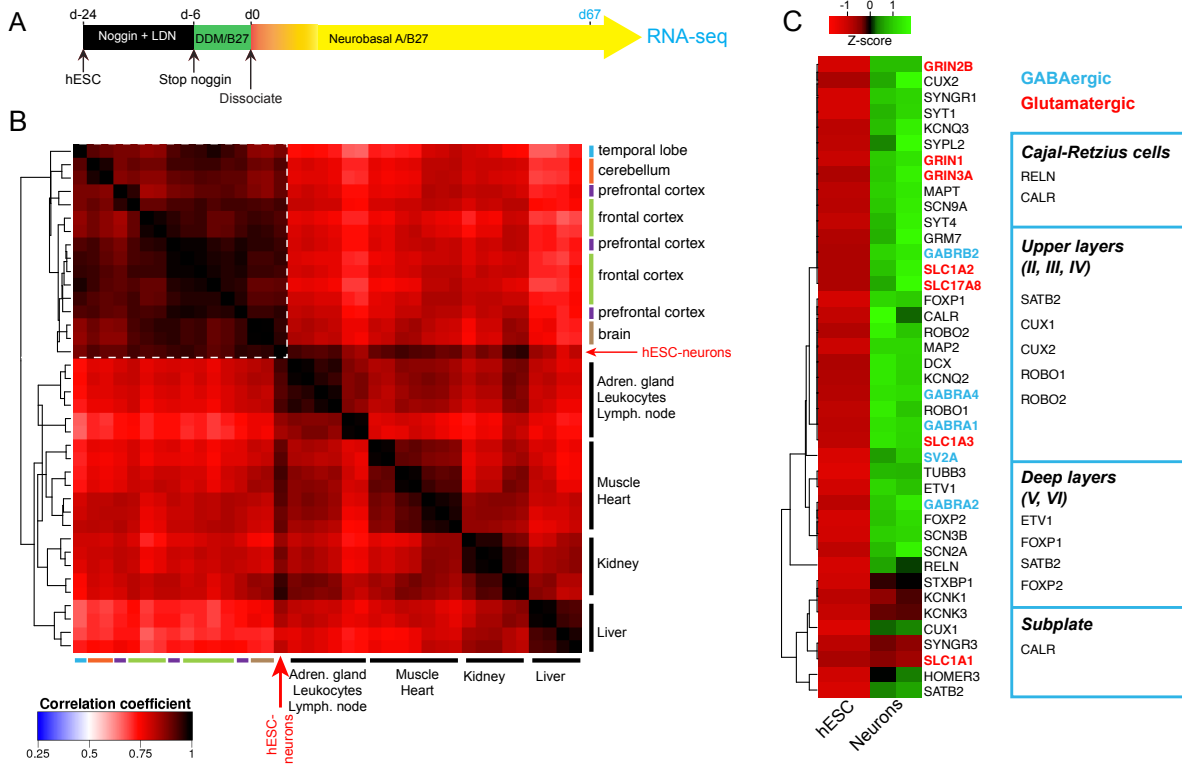 A
d-24
d-6
d0
d67
Noggin + LDN
DDM/B27
Neurobasal A/B27
RNA-seq
hESC
Stop noggin
Dissociate
B
temporal lobe
cerebellum
prefrontal cortex
frontal cortex
prefrontal cortex
frontal cortex
prefrontal cortex
brain
hESC-neurons
Adren. gland
Leukocytes
Lymph. node
Muscle
Heart
Kidney
Liver
Adren. gland
Leukocytes
Lymph. node
Muscle
Heart
Kidney
Liver
hESC-
neurons
Correlation coefficient
0.25
0.5
0.75
1
C
-1
0
1
Z-score
GRIN2B
CUX2
SYNGR1
SYT1
KCNQ3
SYPL2
GRIN1
GRIN3A
MAPT
SCN9A
SYT4
GRM7
GABRB2
SLC1A2
SLC17A8
FOXP1
CALR
ROBO2
MAP2
DCX
KCNQ2
GABRA4
ROBO1
GABRA1
SLC1A3
SV2A
TUBB3
ETV1
GABRA2
FOXP2
SCN3B
SCN2A
RELN
STXBP1
KCNK1
KCNK3
CUX1
SYNGR3
SLC1A1
HOMER3
SATB2
hESC
Neurons
GABAergic
Glutamatergic
Cajal-Retzius cells
RELN
CALR
Upper layers
(II, III, IV)
SATB2
CUX1
CUX2
ROBO1
ROBO2
Deep layers
(V, VI)
ETV1
FOXP1
SATB2
FOXP2
Subplate
CALR